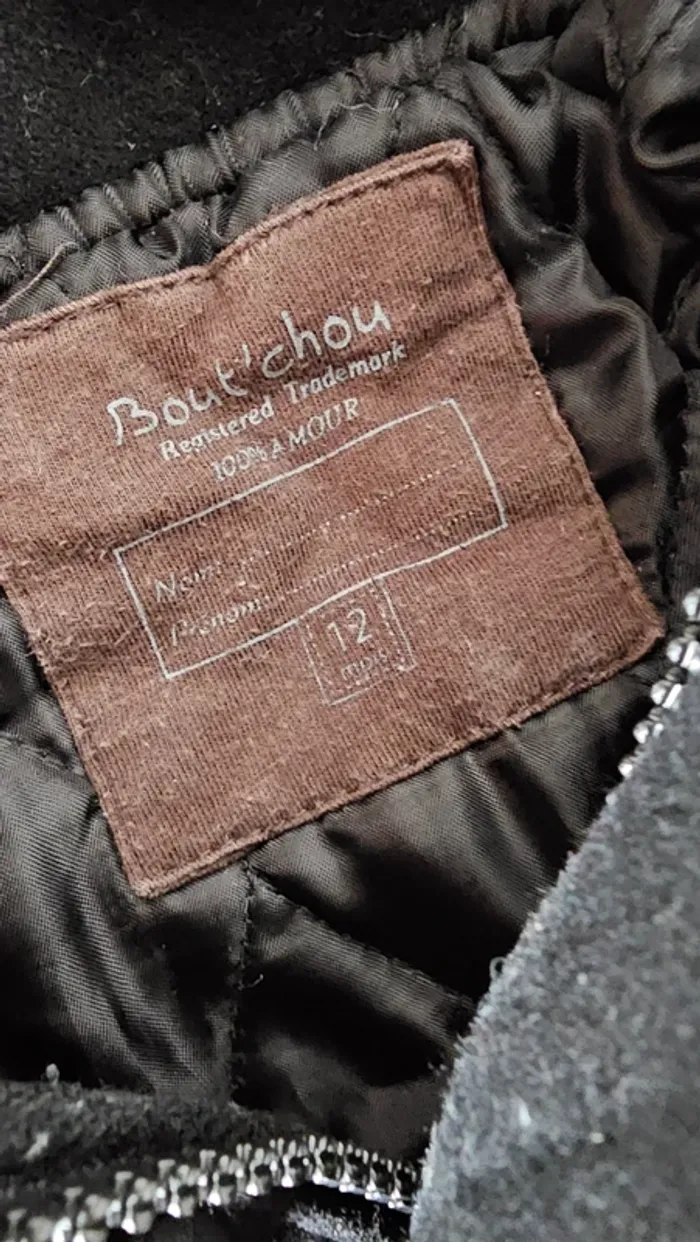 Bout'chou
Registered Trademark
100% AMOUR
Nom:
Prénom:
12
mois